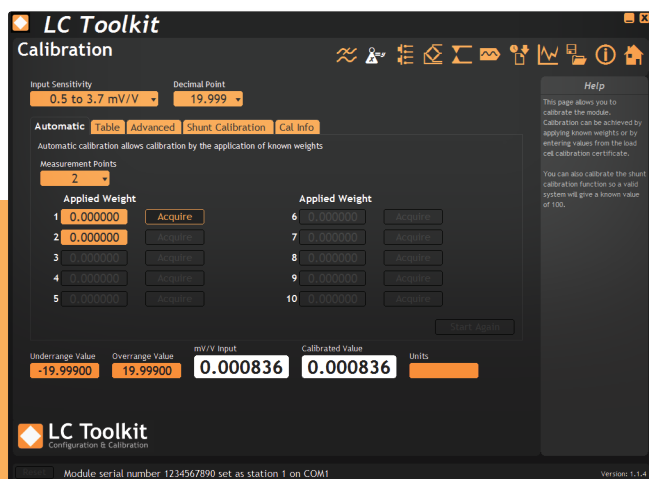 LC Toolkit
Calibration
Input Sensitivity
Decimal Point
0.5 to 3.7 mV/V
19.999
Automatic Table Advanced Shunt Calibration Cal Info
Automatic calibration allows calibration by the application of known weights
Measurement Points
2
Applied Weight
Applied Weight
1 0.000000 Acquire
6 0.000000 Acquire
2 0.000000 Acquire
7 0.000000 Acquire
3 0.000000 Acquire
8 0.000000 Acquire
4 0.000000 Acquire
9 0.000000 Acquire
5 0.000000 Acquire
10 0.000000 Acquire
Start Again
Underrange Value
Overrange Value
mV/V Input
Calibrated Value
Units
-19.99900
19.99900
0.000836
0.000836
Help
This page allows you to
calibrate the module.
Calibration can be achieved by
applying known weights or by
entering values from the load
cell calibration certificate.
You can also calibrate the shunt
calibration function so a valid
system will give a known value
of 100.
LC Toolkit
Configuration & Calibration
Module serial number 1234567890 set as station 1 on COM1
Version: 1.1.4